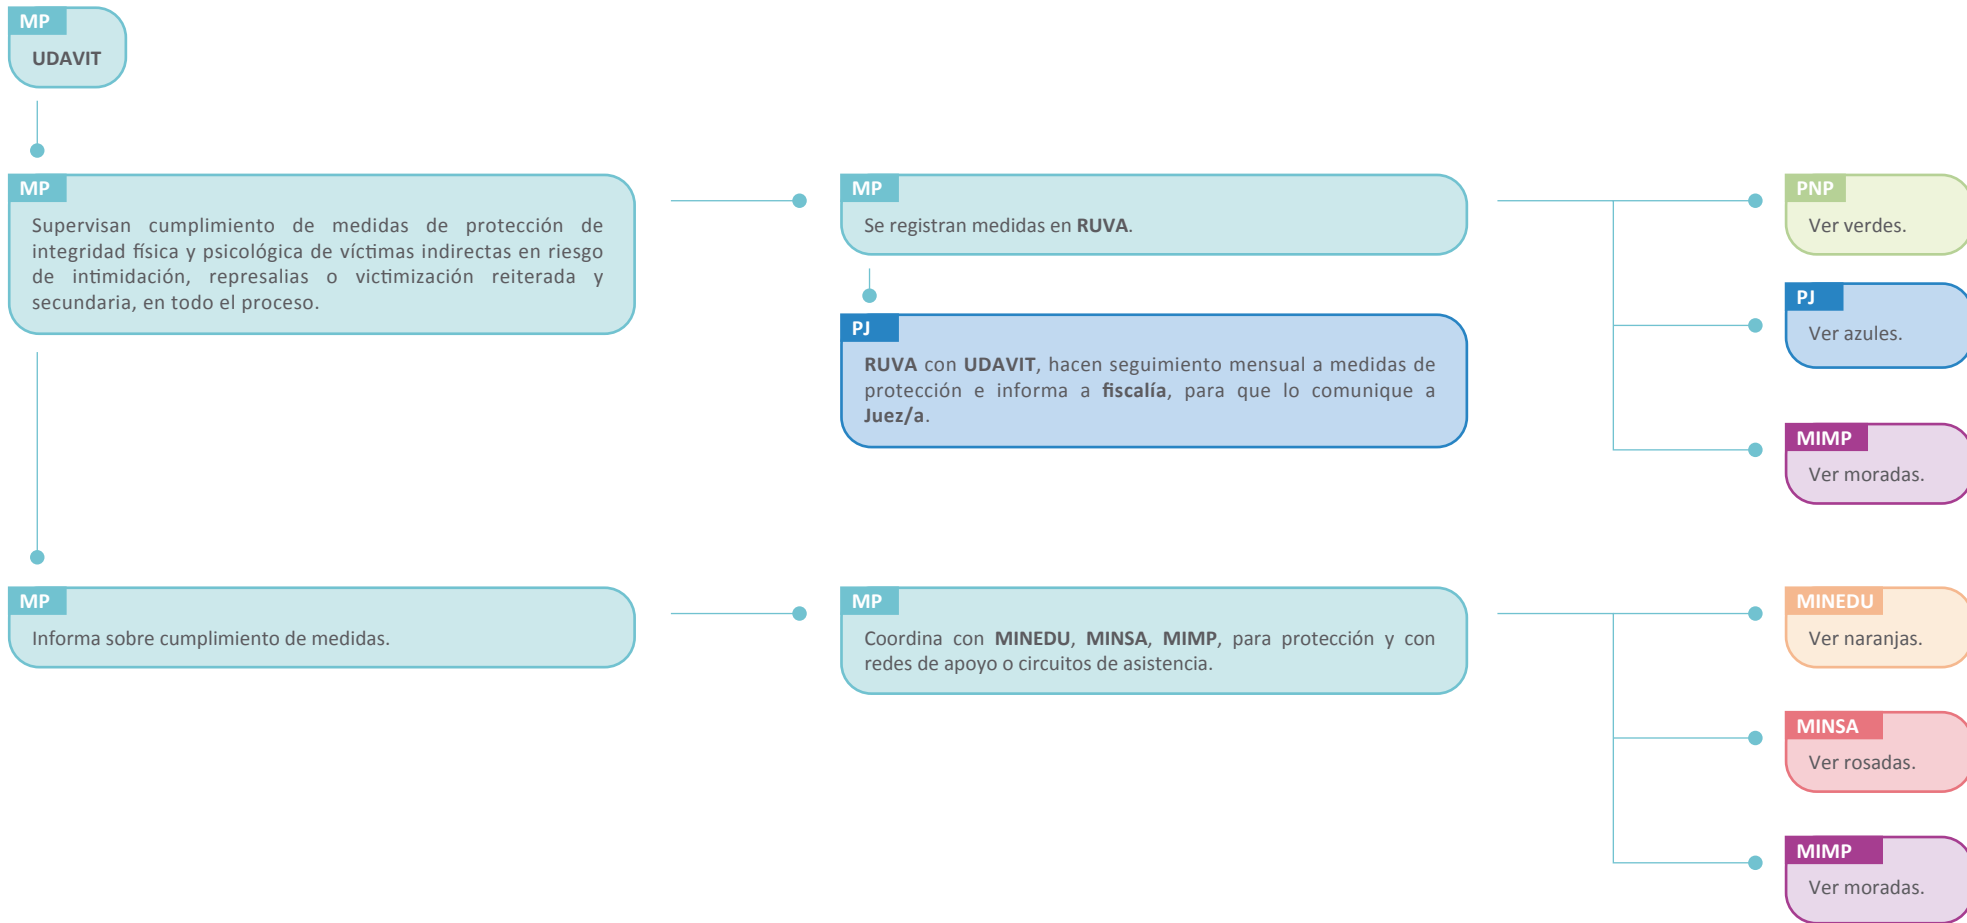 MP
UDAVIT
MP
Supervisan cumplimiento de medidas de protección de
integridad física y psicológica de víctimas indirectas en riesgo
de intimidación, represalias o victimización reiterada y
secundaria, en todo el proceso.
MP
Se registran medidas en RUVA.
PJ
RUVA con UDAVIT, hacen seguimiento mensual a medidas de
protección e informa a fiscalía, para que lo comunique a
Juez/a.
PNP
Ver verdes.
PJ
Ver azules.
MIMP
Ver moradas.
MP
Informa sobre cumplimiento de medidas.
MP
Coordina con MINEDU, MINSA, MIMP, para protección y con
redes de apoyo o circuitos de asistencia.
MINEDU
Ver naranjas.
MINSA
Ver rosadas.
MIMP
Ver moradas.